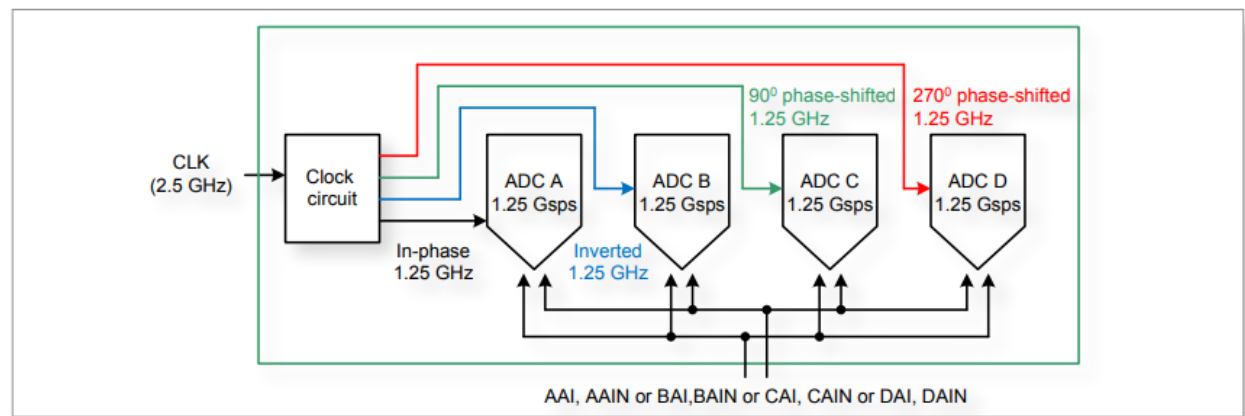 CLK
(2.5 GHz)
Clock
circuit
In-phase
1.25 GHz
ADC A
1.25 Gsps
Inverted
1.25 GHz
ADC B
1.25 Gsps
90⁰ phase-shifted
1.25 GHz
ADC C
1.25 Gsps
270⁰ phase-shifted
1.25 GHz
ADC D
1.25 Gsps
AAI, AAIN or BAI,BAIN or CAI, CAIN or DAI, DAIN